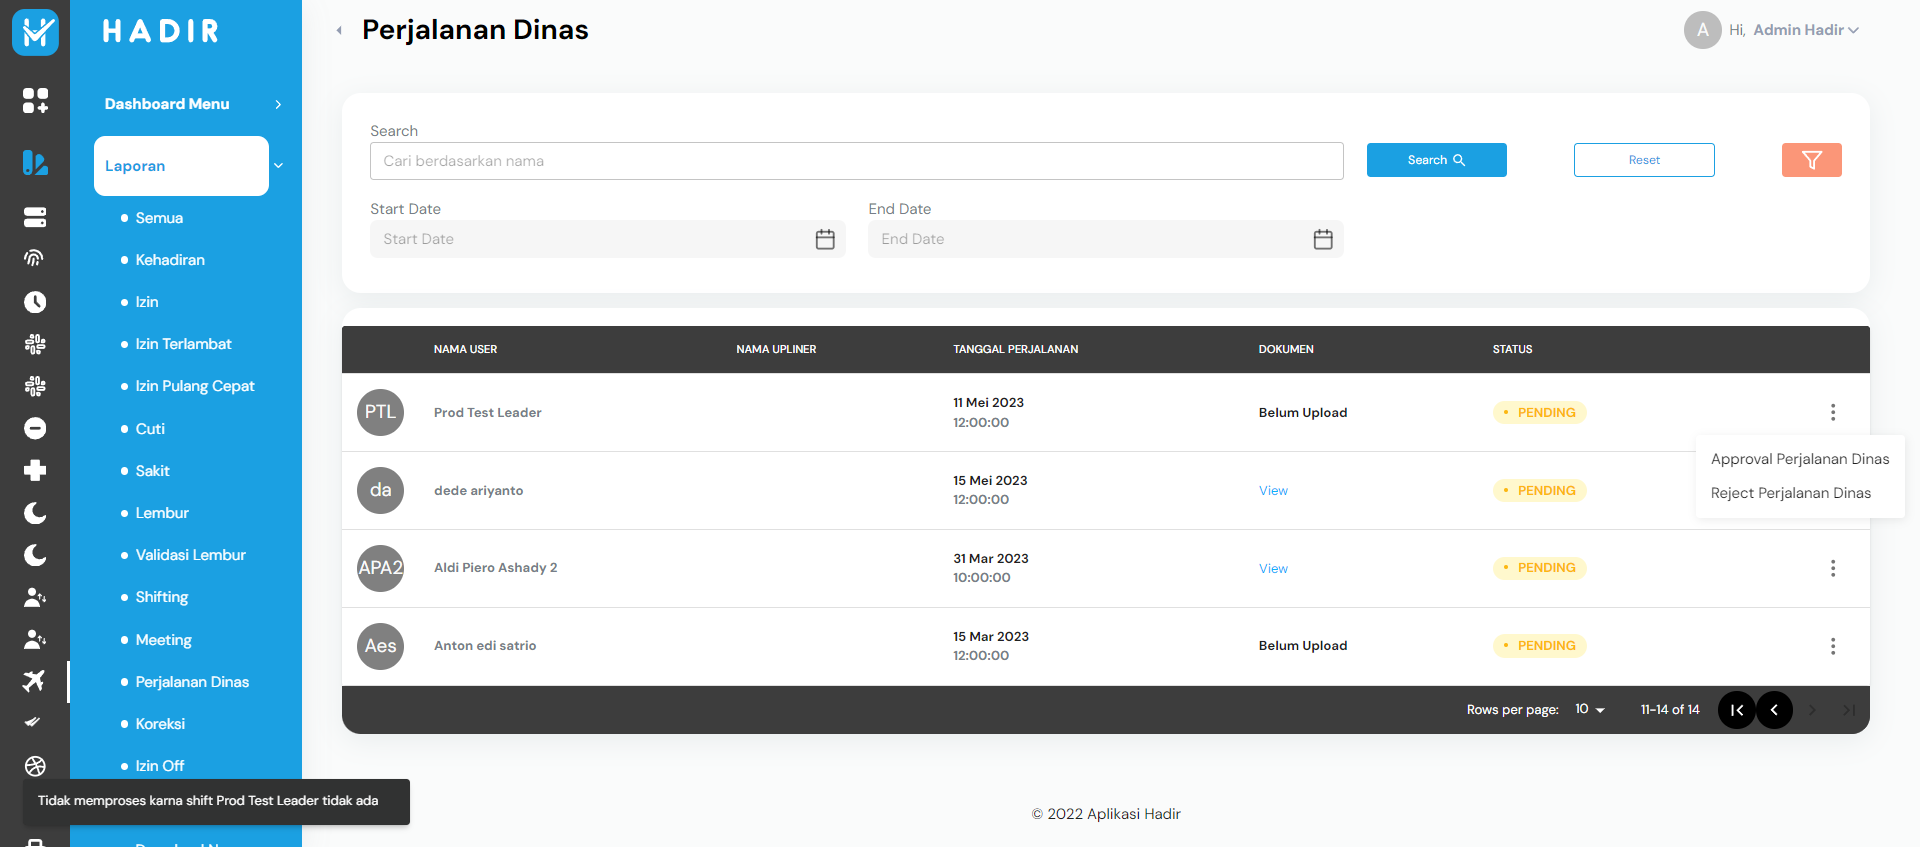 HADIR
Dashboard Menu
Laporan
Semua
Kehadiran
Izin
Izin Terlambat
Izin Pulang Cepat
Cuti
Sakit
Lembur
Validasi Lembur
Shifting
Meeting
Perjalanan Dinas
Koreksi
Izin Off
Tidak memproses karna shift Prod Test Leader tidak ada
Perjalanan Dinas
A Hi, Admin Hadir
Search
Cari berdasarkan nama
Search
Reset
Start Date End Date
Start Date End Date
NAMA USER NAMA UPLINER TANGGAL PERJALANAN DOKUMEN STATUS
PTL Prod Test Leader 11 Mei 2023 Belum Upload • PENDING
12:00:00
Approval Perjalanan Dinas
Reject Perjalanan Dinas
da dede ariyanto 15 Mei 2023 View • PENDING
12:00:00
APA2 Aldi Piero Ashady 2 31 Mar 2023 View • PENDING
10:00:00
Aes Anton edi satrio 15 Mar 2023 Belum Upload • PENDING
12:00:00
Rows per page: 10 11-14 of 14
© 2022 Aplikasi Hadir